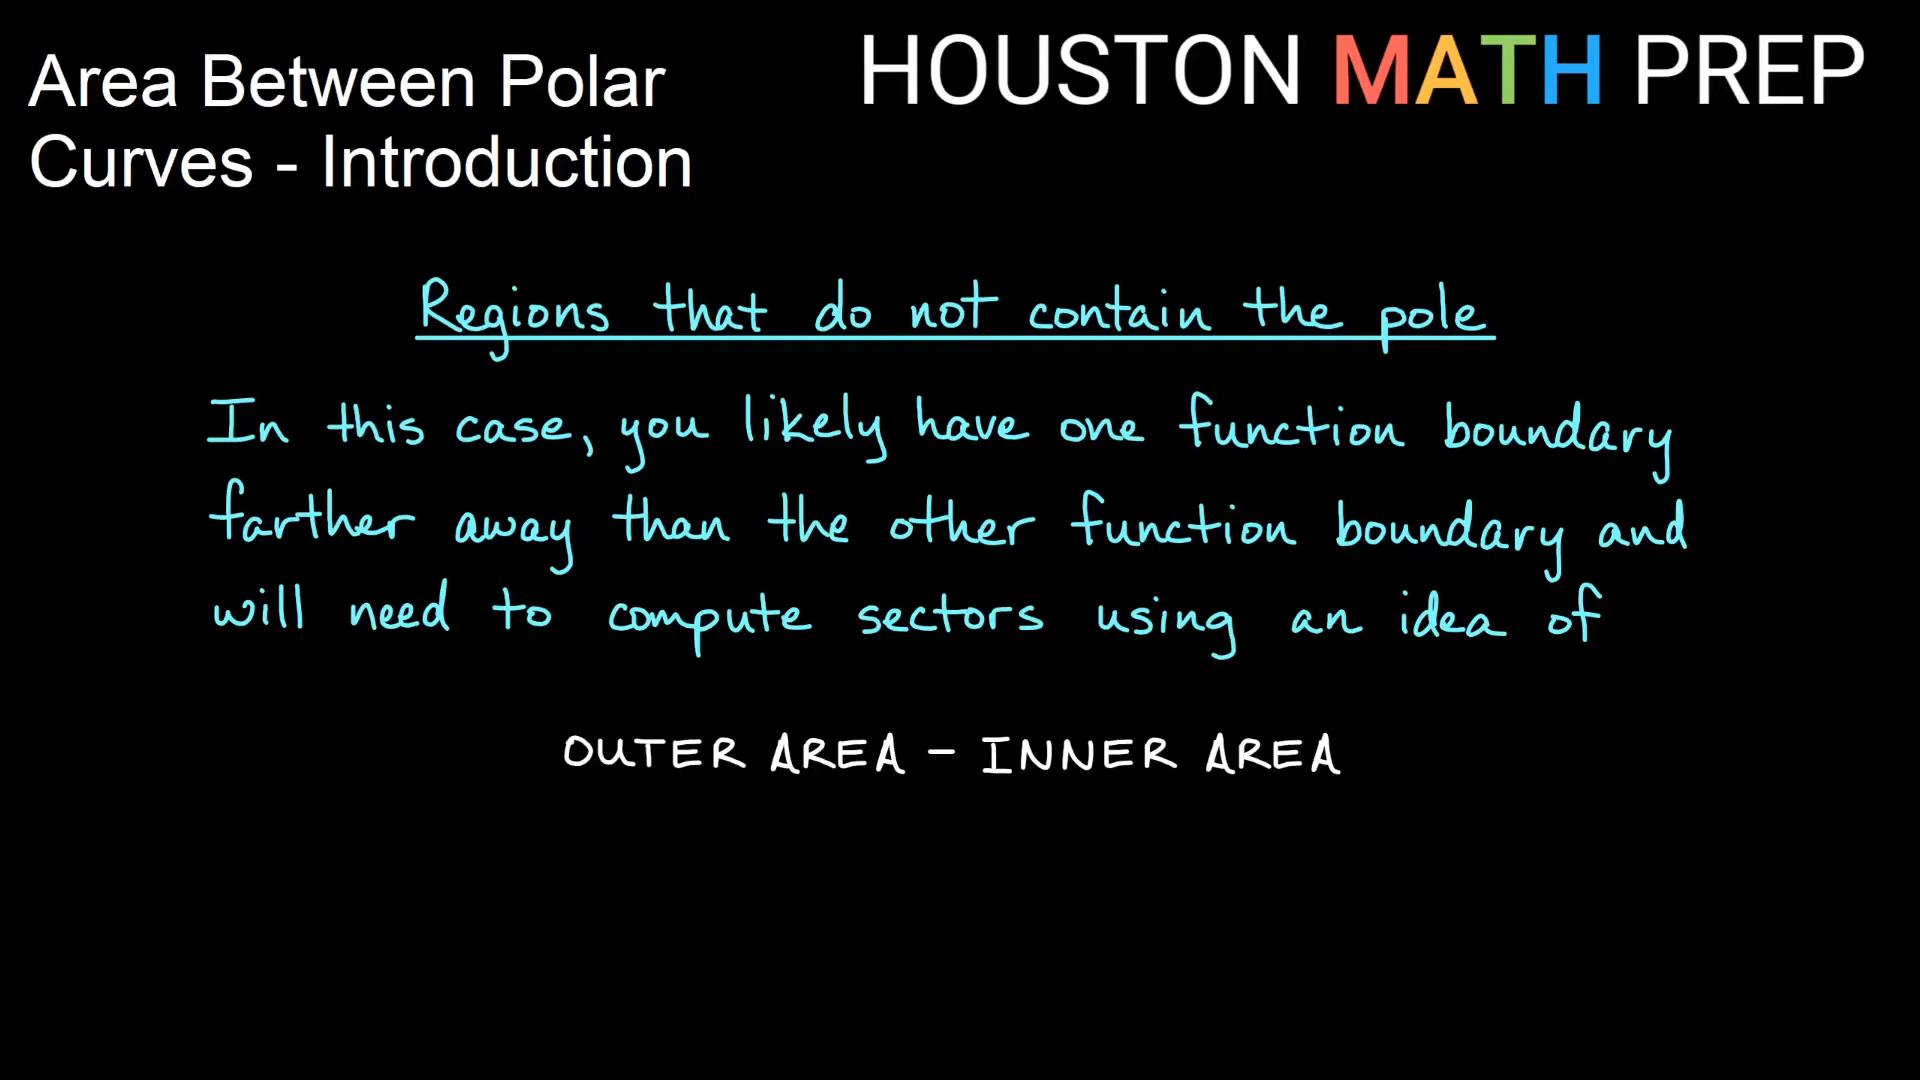 Area Between Polar
Curves - Introduction
HOUSTON MATH PREP
Regions that do not contain the pole
In this case, you likely have one function boundary
farther away than the other function boundary and
will need to compute sectors using an idea of
OUTER AREA - INNER AREA